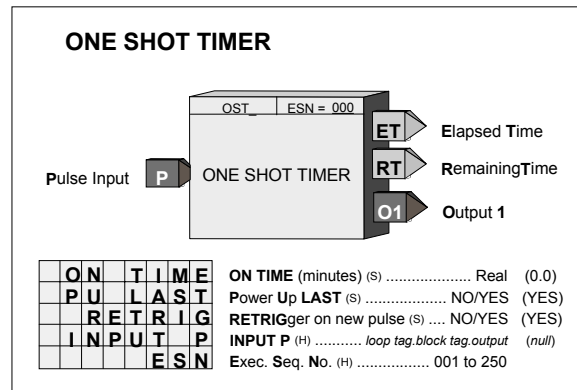 ONE SHOT TIMER
OST_ ESN = 000
ET Elapsed Time
Pulse Input P ONE SHOT TIMER RT RemainingTime
O1 Output 1
ON TIME ON TIME (minutes) (S) .................... Real (0.0)
PU LAST Power Up LAST (S) .................. NO/YES (YES)
RETRIG RETRIGger on new pulse (S) .... NO/YES (YES)
INPUT P INPUT P (H) ........... loop tag.block tag.output (null)
ESN Exec. Seq. No. (H) ................. 001 to 250